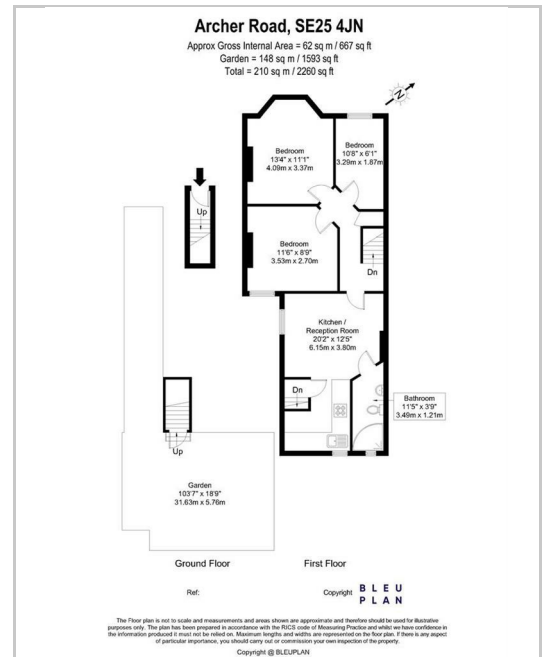 Archer Road, SE25 4JN
Approx Gross Internal Area = 62 sq m / 667 sq ft
Garden = 148 sq m / 1593 sq ft
Total = 210 sq m / 2260 sq ft
N
Bedroom
13'4" x 11'1"
4.09m x 3.37m
Bedroom
10'8" x 6'1"
3.29m x 1.87m
Up
Bedroom
11'6" x 8'9"
3.53m x 2.70m
Dn
Kitchen /
Reception Room
20'2" x 12'5"
6.15m x 3.80m
Dn
Bathroom
11'5" x 3'9"
3.49m x 1.21m
Up
Garden
103'7" x 18'9"
31.63m x 5.76m
Ground Floor
First Floor
Ref:
Copyright
BLEU
PLAN
The Floor plan is not to scale and measurements and areas shown are approximate and therefore should be used for illustrative
purposes only. The plan has been prepared in accordance with the RICS code of Measuring Practice and whilst we have confidence in
the information produced it must not be relied on. Maximum lengths and widths are represented on the floor plan. If there is any aspect
of particular importance, you should carry out or commission your own inspection of the property.
Copyright @ BLEUPLAN